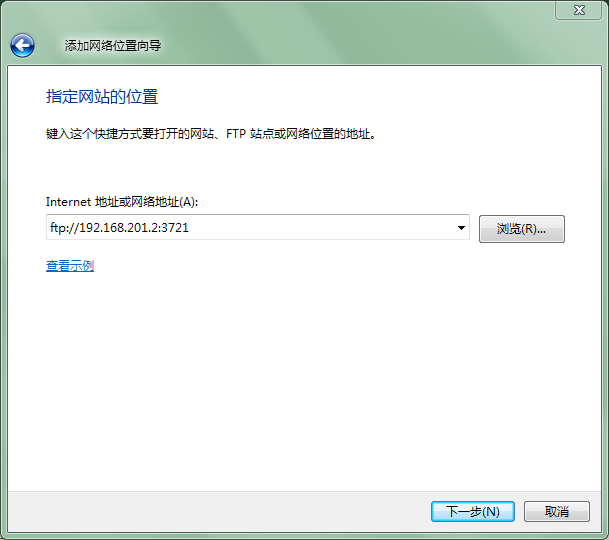 添加网络位置向导
指定网站的位置
键入这个快捷方式要打开的网站、FTP 站点或网络位置的地址。
Internet 地址或网络地址(A):
ftp://192.168.201.2:3721
浏览(R)...
查看示例
下一步(N)
取消